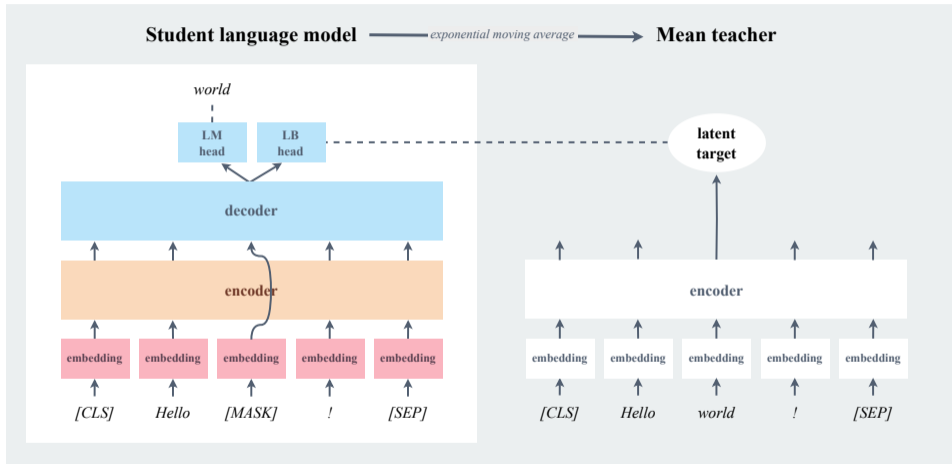 Student language model exponential moving average Mean teacher
world
LM head
LB head
latent target
decoder
encoder
encoder
embedding embedding embedding embedding embedding
embedding embedding embedding embedding embedding
[CLS] Hello [MASK] ! [SEP]
[CLS] Hello world ! [SEP]